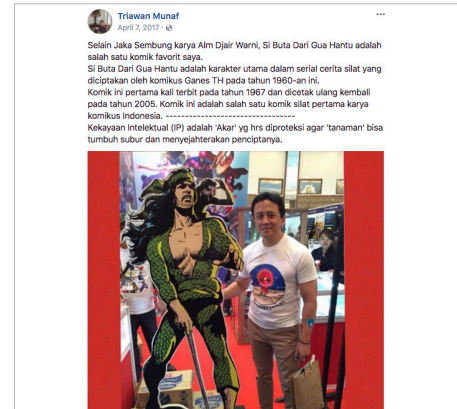 Triawan Munaf
April 7, 2017 ·
Selain Jaka Sembung karya Alm Djair Warni, Si Buta Dari Gua Hantu adalah
salah satu komik favorit saya.
Si Buta Dari Gua Hantu adalah karakter utama dalam serial cerita silat yang
diciptakan oleh komikus Ganes TH pada tahun 1960-an ini.
Komik ini pertama kali terbit pada tahun 1967 dan dicetak ulang kembali
pada tahun 2005. Komik ini adalah salah satu komik silat pertama karya
komikus Indonesia. ---------------------------------
Kekayaan Intelektual (IP) adalah 'Akar' yg hrs diproteksi agar 'tanaman' bisa
tumbuh subur dan menyejahterakan penciptanya.